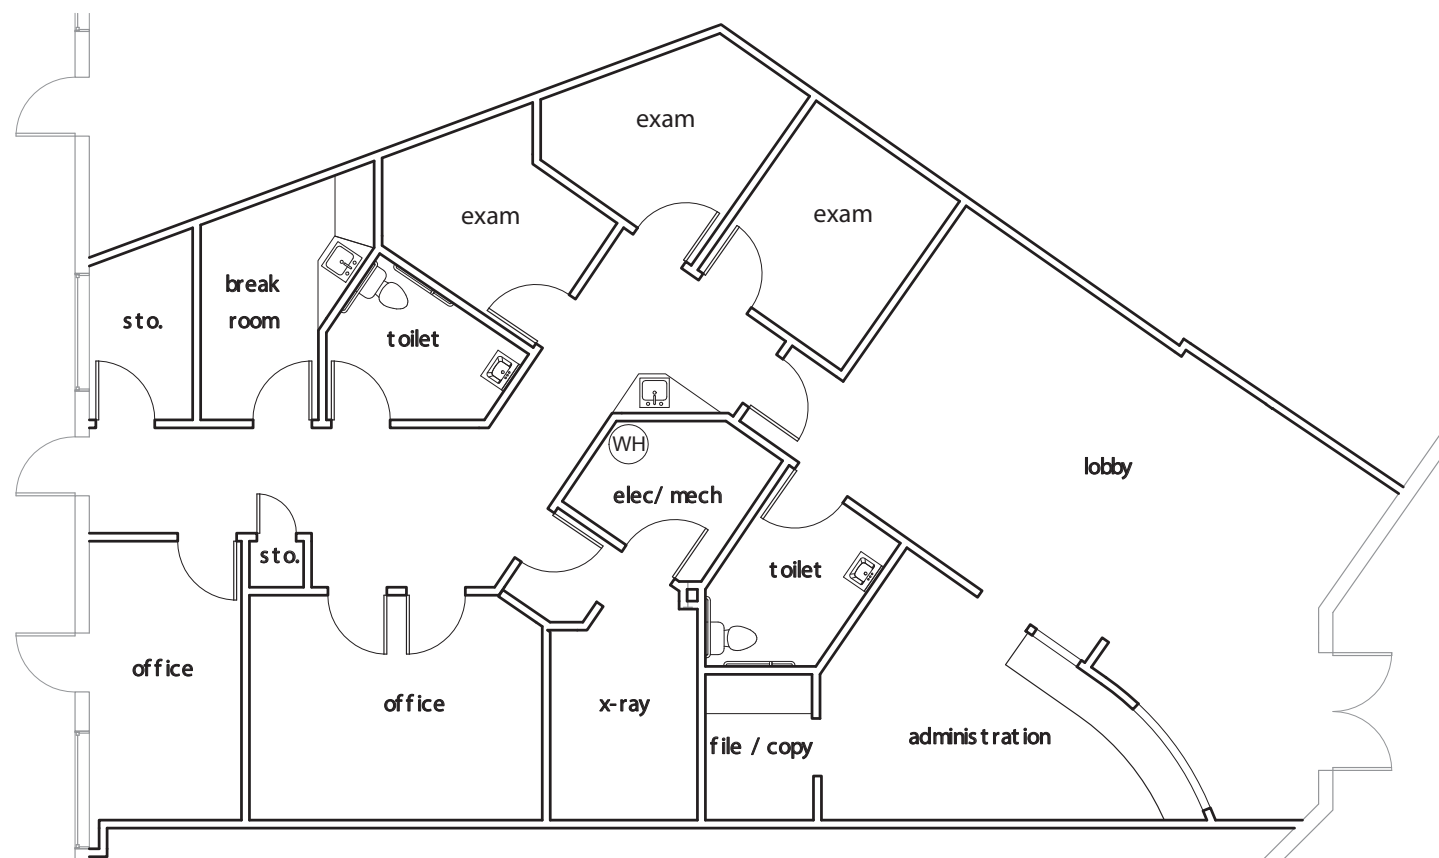 exam
exam
exam
break
room
sto.
toilet
WH
elec/ mech
lobby
sto.
toilet
office
office
x-ray
file / copy
administration